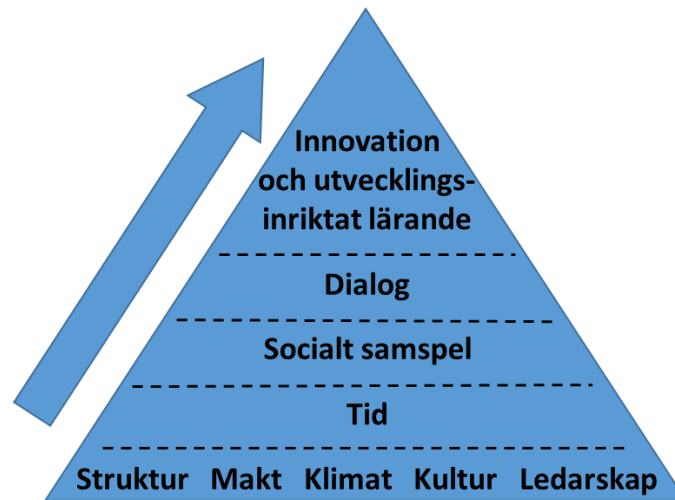 Innovation
och utvecklings-
inriktat lärande
Dialog
Socialt samspel
Tid
Struktur Makt Klimat Kultur Ledarskap